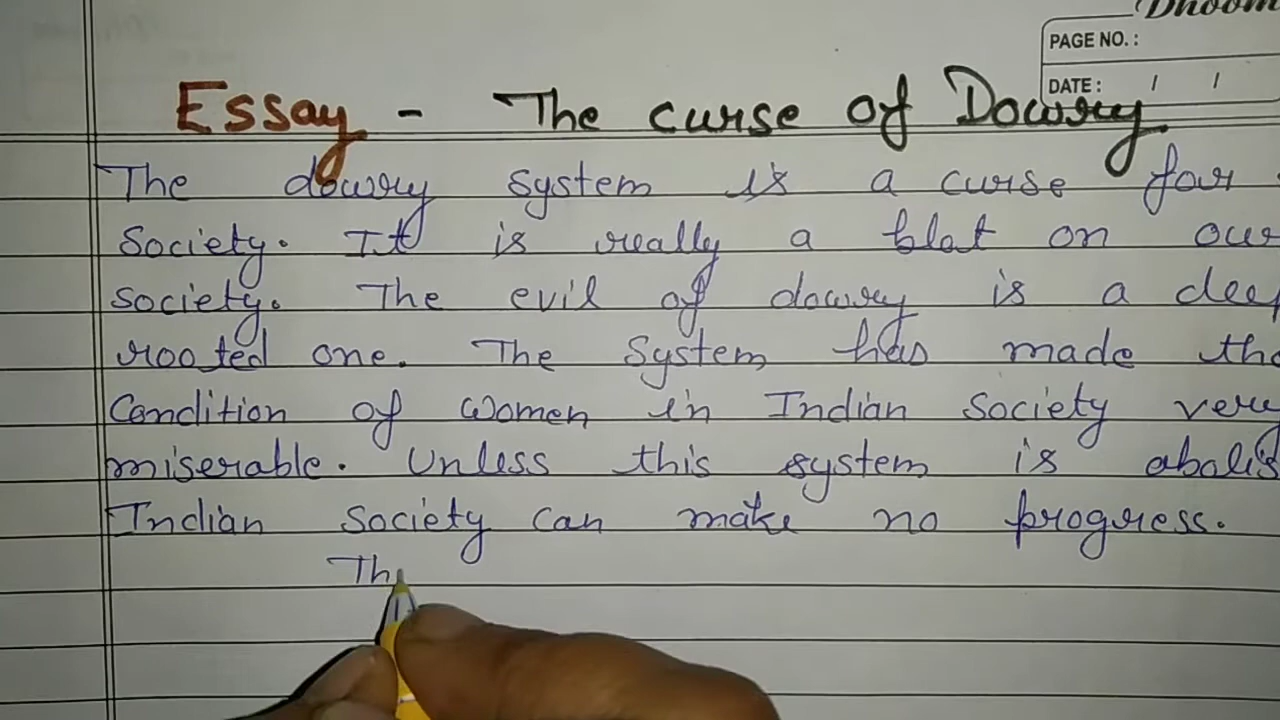 Dhoom
PAGE NO. :
DATE : / /
Essay - The curse of Dowry
The dowry system is a curse for
Society. It is really a blot on our
society. The evil of dowry is a deep
rooted one. The System has made the
Condition of women in Indian Society very
miserable. Unless this system is abolis
Indian Society can make no progress.
Th